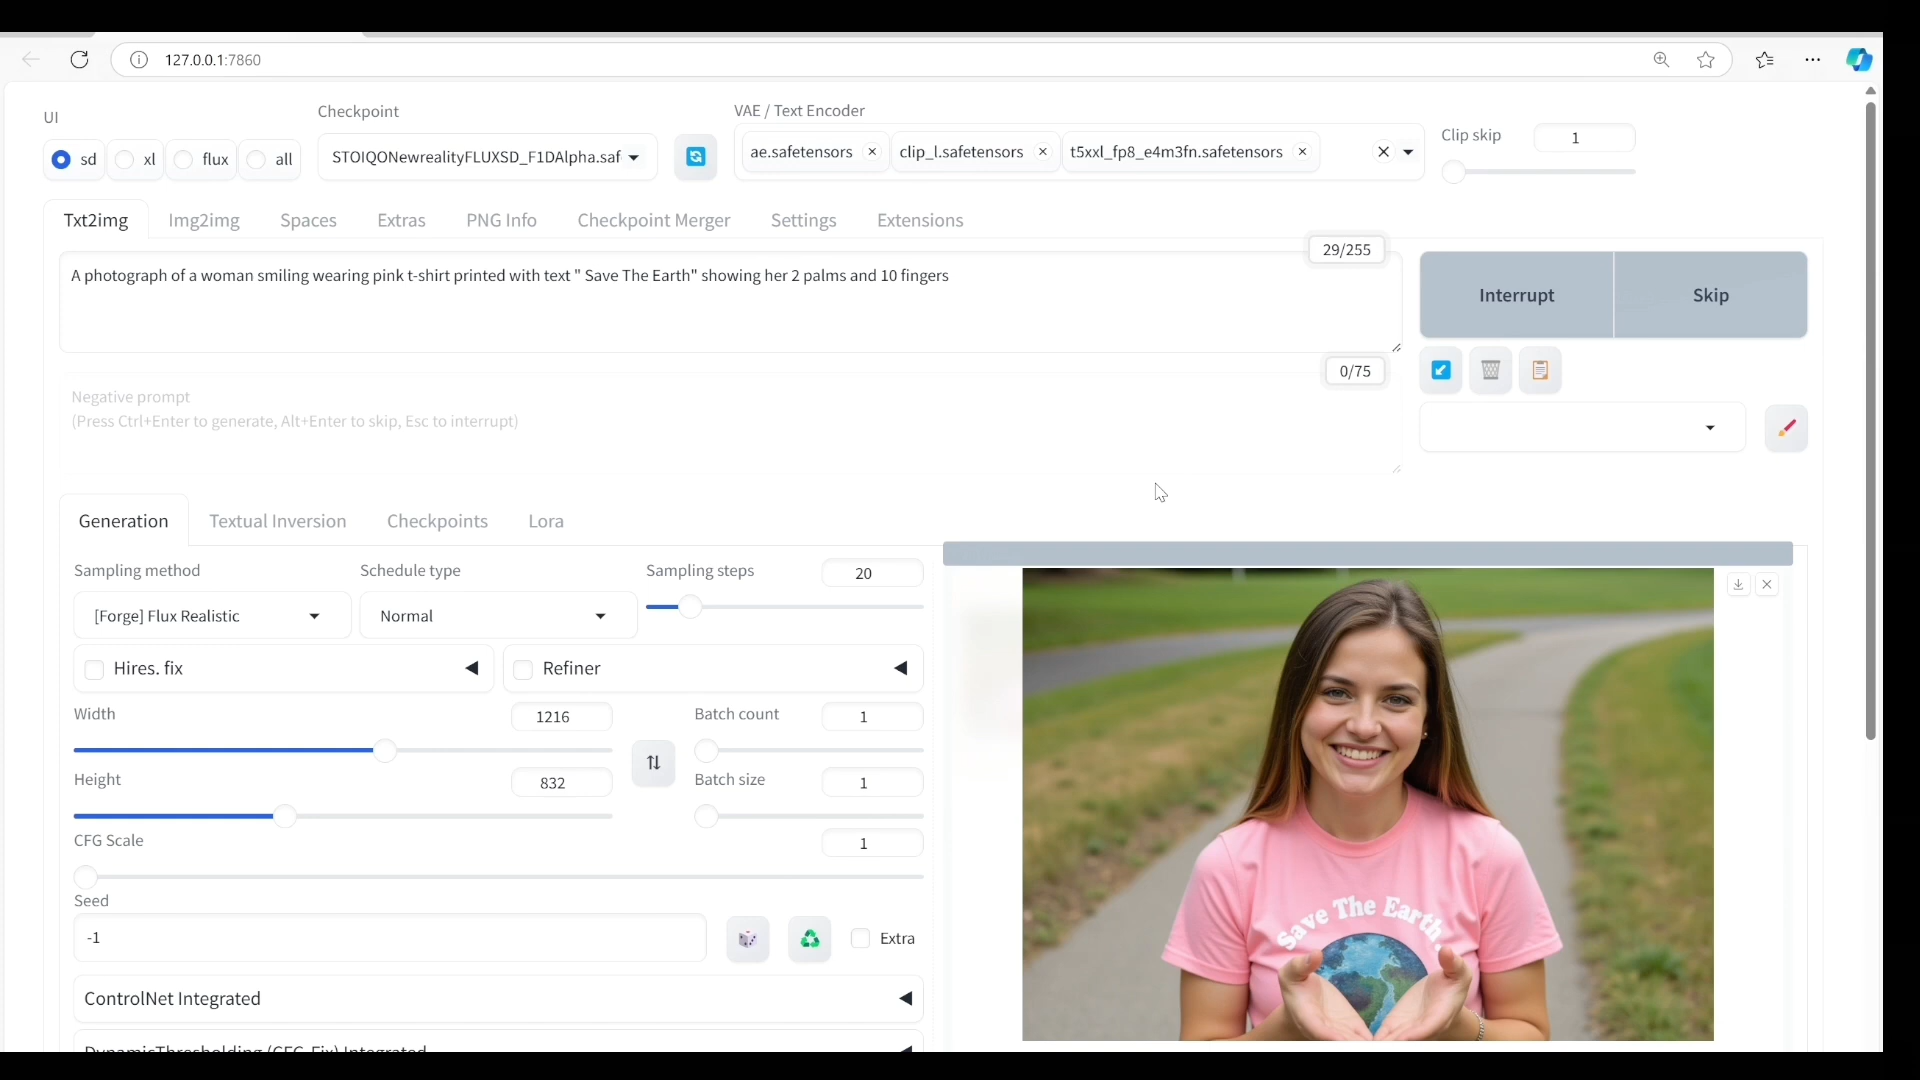 127.0.0.1:7860
UI
Checkpoint
VAE / Text Encoder
Clip skip
1
sd
xl
flux
all
STOIQONewrealityFLUXSD_F1DAlpha.saf
ae.safetensors
clip_l.safetensors
t5xxl_fp8_e4m3fn.safetensors
Txt2img
Img2img
Spaces
Extras
PNG Info
Checkpoint Merger
Settings
Extensions
29/255
A photograph of a woman smiling wearing pink t-shirt printed with text " Save The Earth" showing her 2 palms and 10 fingers
Interrupt
Skip
0/75
Negative prompt
(Press Ctrl+Enter to generate, Alt+Enter to skip, Esc to interrupt)
Generation
Textual Inversion
Checkpoints
Lora
Sampling method
Schedule type
Sampling steps
20
[Forge] Flux Realistic
Normal
Hires. fix
Refiner
Width
1216
Batch count
1
Height
832
Batch size
1
CFG Scale
1
Seed
-1
Extra
ControlNet Integrated
DynamicThresholding (CFG-Fix) Integrated
Save The Earth